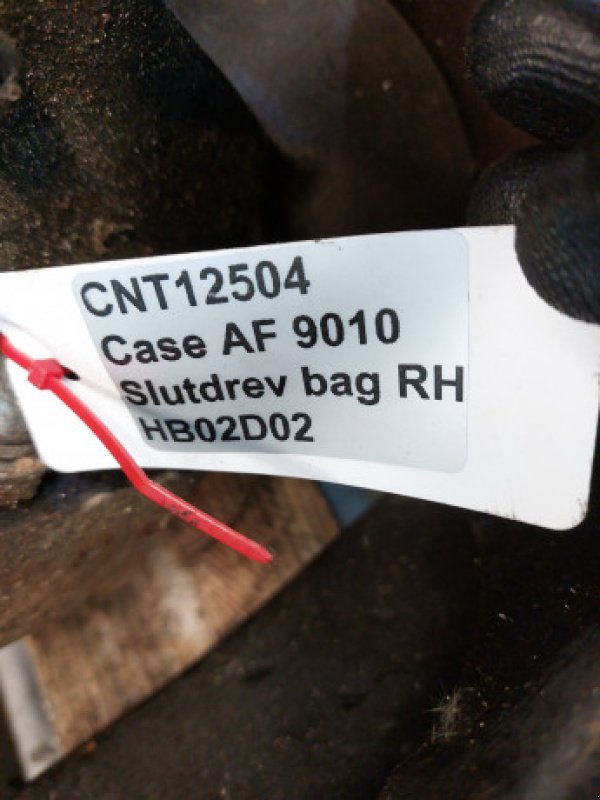 CNT12504
Case AF 9010
Slutdrev bag RH
HB02D02